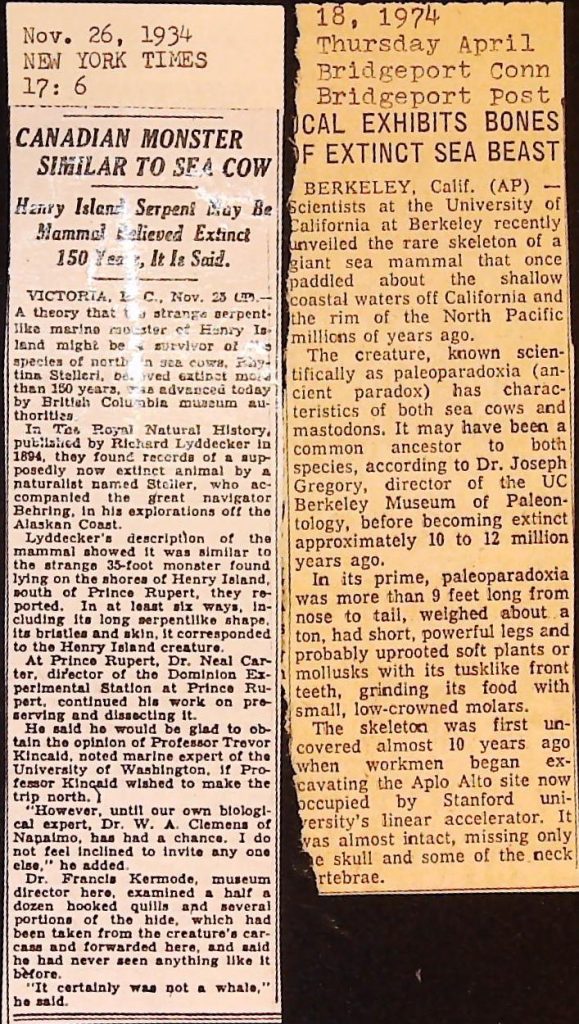 Nov. 26, 1934
NEW YORK TIMES
17: 6
CANADIAN MONSTER
SIMILAR TO SEA COW
Henry Island Serpent May Be
Mammal Believed Extinct
150 Years, It Is Said.
VICTORIA, B. C., Nov. 25 (AP).—
A theory that the strange serpent-
like marine monster of Henry Is-
land might be a survivor of the
species of northern sea cows, Rhy-
tina Stelleri, believed extinct more
than 150 years, was advanced today
by British Columbia museum au-
thorities.
In The Royal Natural History,
published by Richard Lyddecker in
1894, they found records of a sup-
posedly now extinct animal by a
naturalist named Steller, who ac-
companied the great navigator
Behring, in his explorations off the
Alaskan Coast.
Lyddecker's description of the
mammal showed it was similar to
the strange 35-foot monster found
lying on the shores of Henry Island,
south of Prince Rupert, they re-
ported. In at least six ways, in-
cluding its long serpentlike shape,
its bristles and skin, it corresponded
to the Henry Island creature.
At Prince Rupert, Dr. Neal Car-
ter, director of the Dominion Ex-
perimental Station at Prince Ru-
pert, continued his work on pre-
serving and dissecting it.
He said he would be glad to ob-
tain the opinion of Professor Trevor
Kincaid, noted marine expert of the
University of Washington, if Pro-
fessor Kincaid wished to make the
trip north.
"However, until our own biologi-
cal expert, Dr. W. A. Clemens of
Nanaimo, has had a chance. I do
not feel inclined to invite any one
else," he added.
Dr. Francis Kermode, museum
director here, examined a half a
dozen hooked quills and several
portions of the hide, which had
been taken from the creature's car-
cass and forwarded here, and said
he had never seen anything like it
before.
"It certainly was not a whale,"
he said.
18, 1974
Thursday April
Bridgeport Conn
Bridgeport Post
CAL EXHIBITS BONES
OF EXTINCT SEA BEAST
BERKELEY, Calif. (AP) —
Scientists at the University of
California at Berkeley recently
unveiled the rare skeleton of a
giant sea mammal that once
paddled about the shallow
coastal waters off California and
the rim of the North Pacific
millions of years ago.
The creature, known scien-
tifically as paleoparadoxia (an-
cient paradox) has charac-
teristics of both sea cows and
mastodons. It may have been a
common ancestor to both
species, according to Dr. Joseph
Gregory, director of the UC
Berkeley Museum of Paleon-
tology, before becoming extinct
approximately 10 to 12 million
years ago.
In its prime, paleoparadoxia
was more than 9 feet long from
nose to tail, weighed about a
ton, had short, powerful legs and
probably uprooted soft plants or
mollusks with its tusklike front
teeth, grinding its food with
small, low-crowned molars.
The skeleton was first un-
covered almost 10 years ago
when workmen began ex-
cavating the Aplo Alto site now
occupied by Stanford uni-
versity's linear accelerator. It
was almost intact, missing only
he skull and some of the neck
rtebrae.